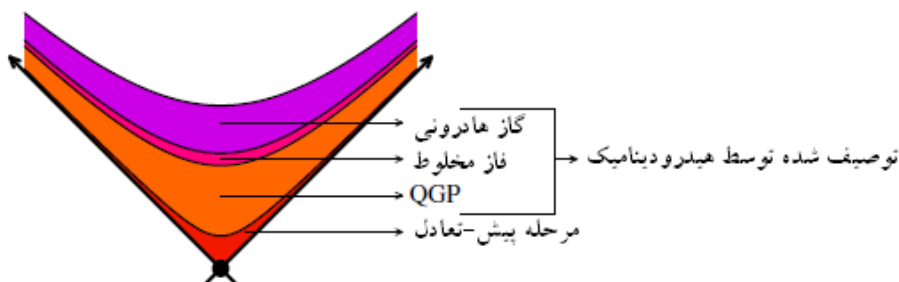 گاز هادرونی
فاز مخلوط
توصیف شده توسط هیدرودینامیک
QGP
مرحله پیش-تعادل